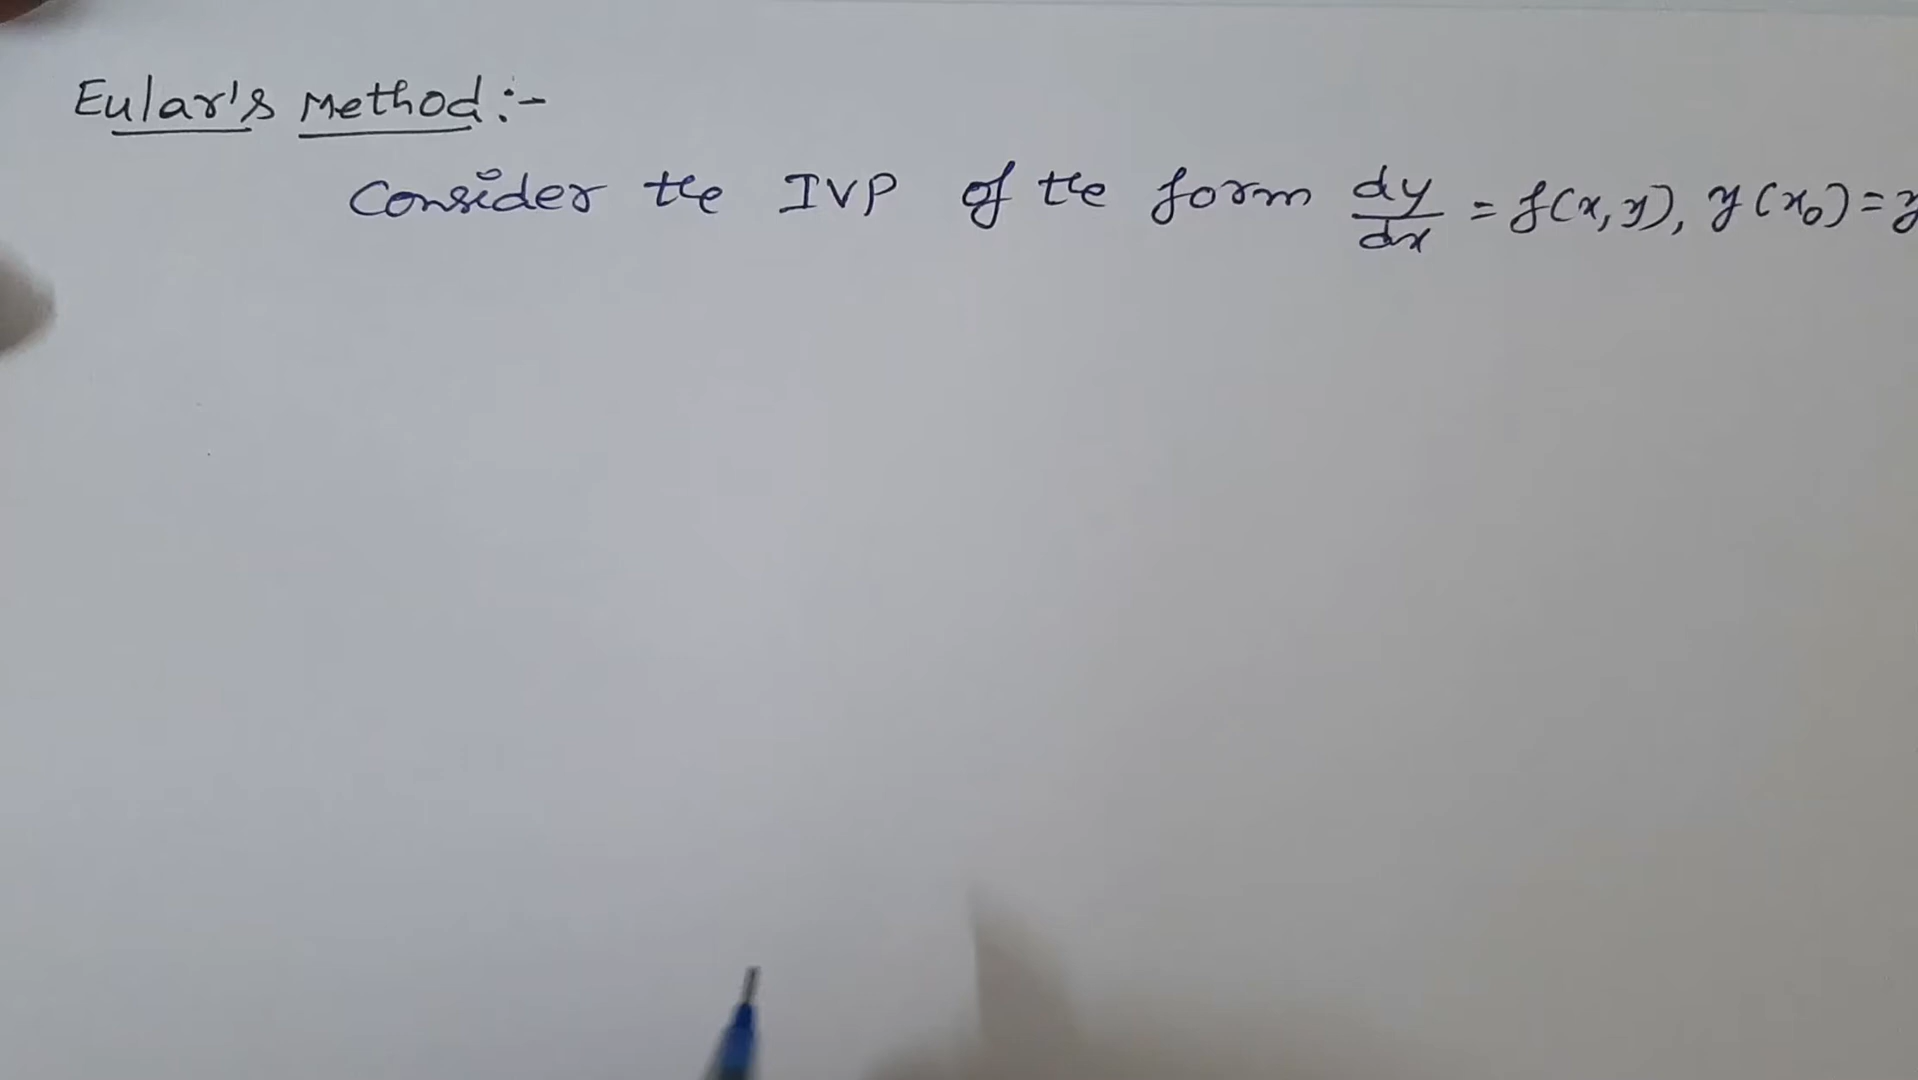 Eular's Method:-
Consider the IVP of the form dy/dx = f(x,y), y(x₀)=y